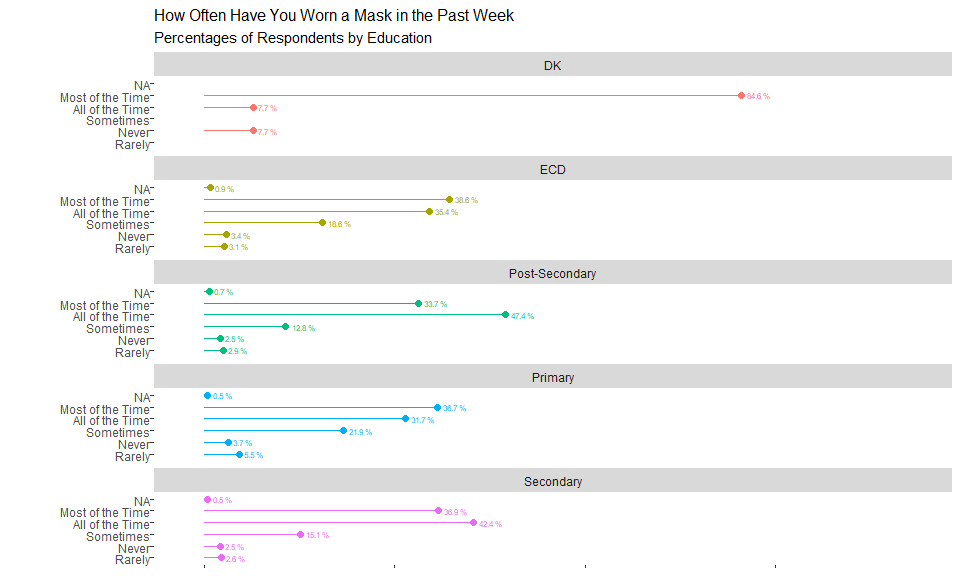 How Often Have You Worn a Mask in the Past Week
Percentages of Respondents by Education
DK
NA
Most of the Time 84.6 %
All of the Time 7.7 %
Sometimes
Never 7.7 %
Rarely
ECD
NA 0.9 %
Most of the Time 38.6 %
All of the Time 35.4 %
Sometimes 18.6 %
Never 3.4 %
Rarely 3.1 %
Post-Secondary
NA 0.7 %
Most of the Time 33.7 %
All of the Time 47.4 %
Sometimes 12.8 %
Never 2.5 %
Rarely 2.9 %
Primary
NA 0.5 %
Most of the Time 36.7 %
All of the Time 31.7 %
Sometimes 21.9 %
Never 3.7 %
Rarely 5.5 %
Secondary
NA 0.5 %
Most of the Time 36.9 %
All of the Time 42.4 %
Sometimes 15.1 %
Never 2.5 %
Rarely 2.6 %